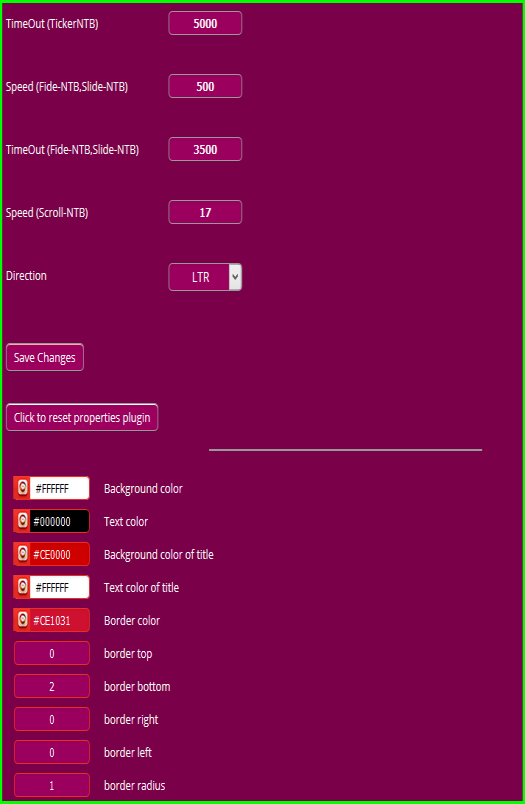 TimeOut (TickerNTB) 5000
Speed (Fide-NTB,Slide-NTB) 500
TimeOut (Fide-NTB,Slide-NTB) 3500
Speed (Scroll-NTB) 17
Direction LTR
Save Changes
Click to reset properties plugin
#FFFFFF Background color
#000000 Text color
#CE0000 Background color of title
#FFFFFF Text color of title
#CE1031 Border color
0 border top
2 border bottom
0 border right
0 border left
1 border radius